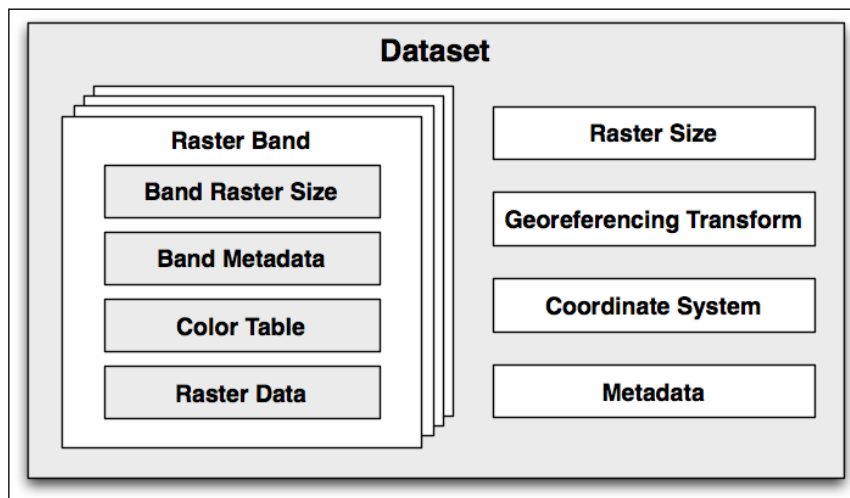 Dataset
Raster Band
Band Raster Size
Band Metadata
Color Table
Raster Data
Raster Size
Georeferencing Transform
Coordinate System
Metadata